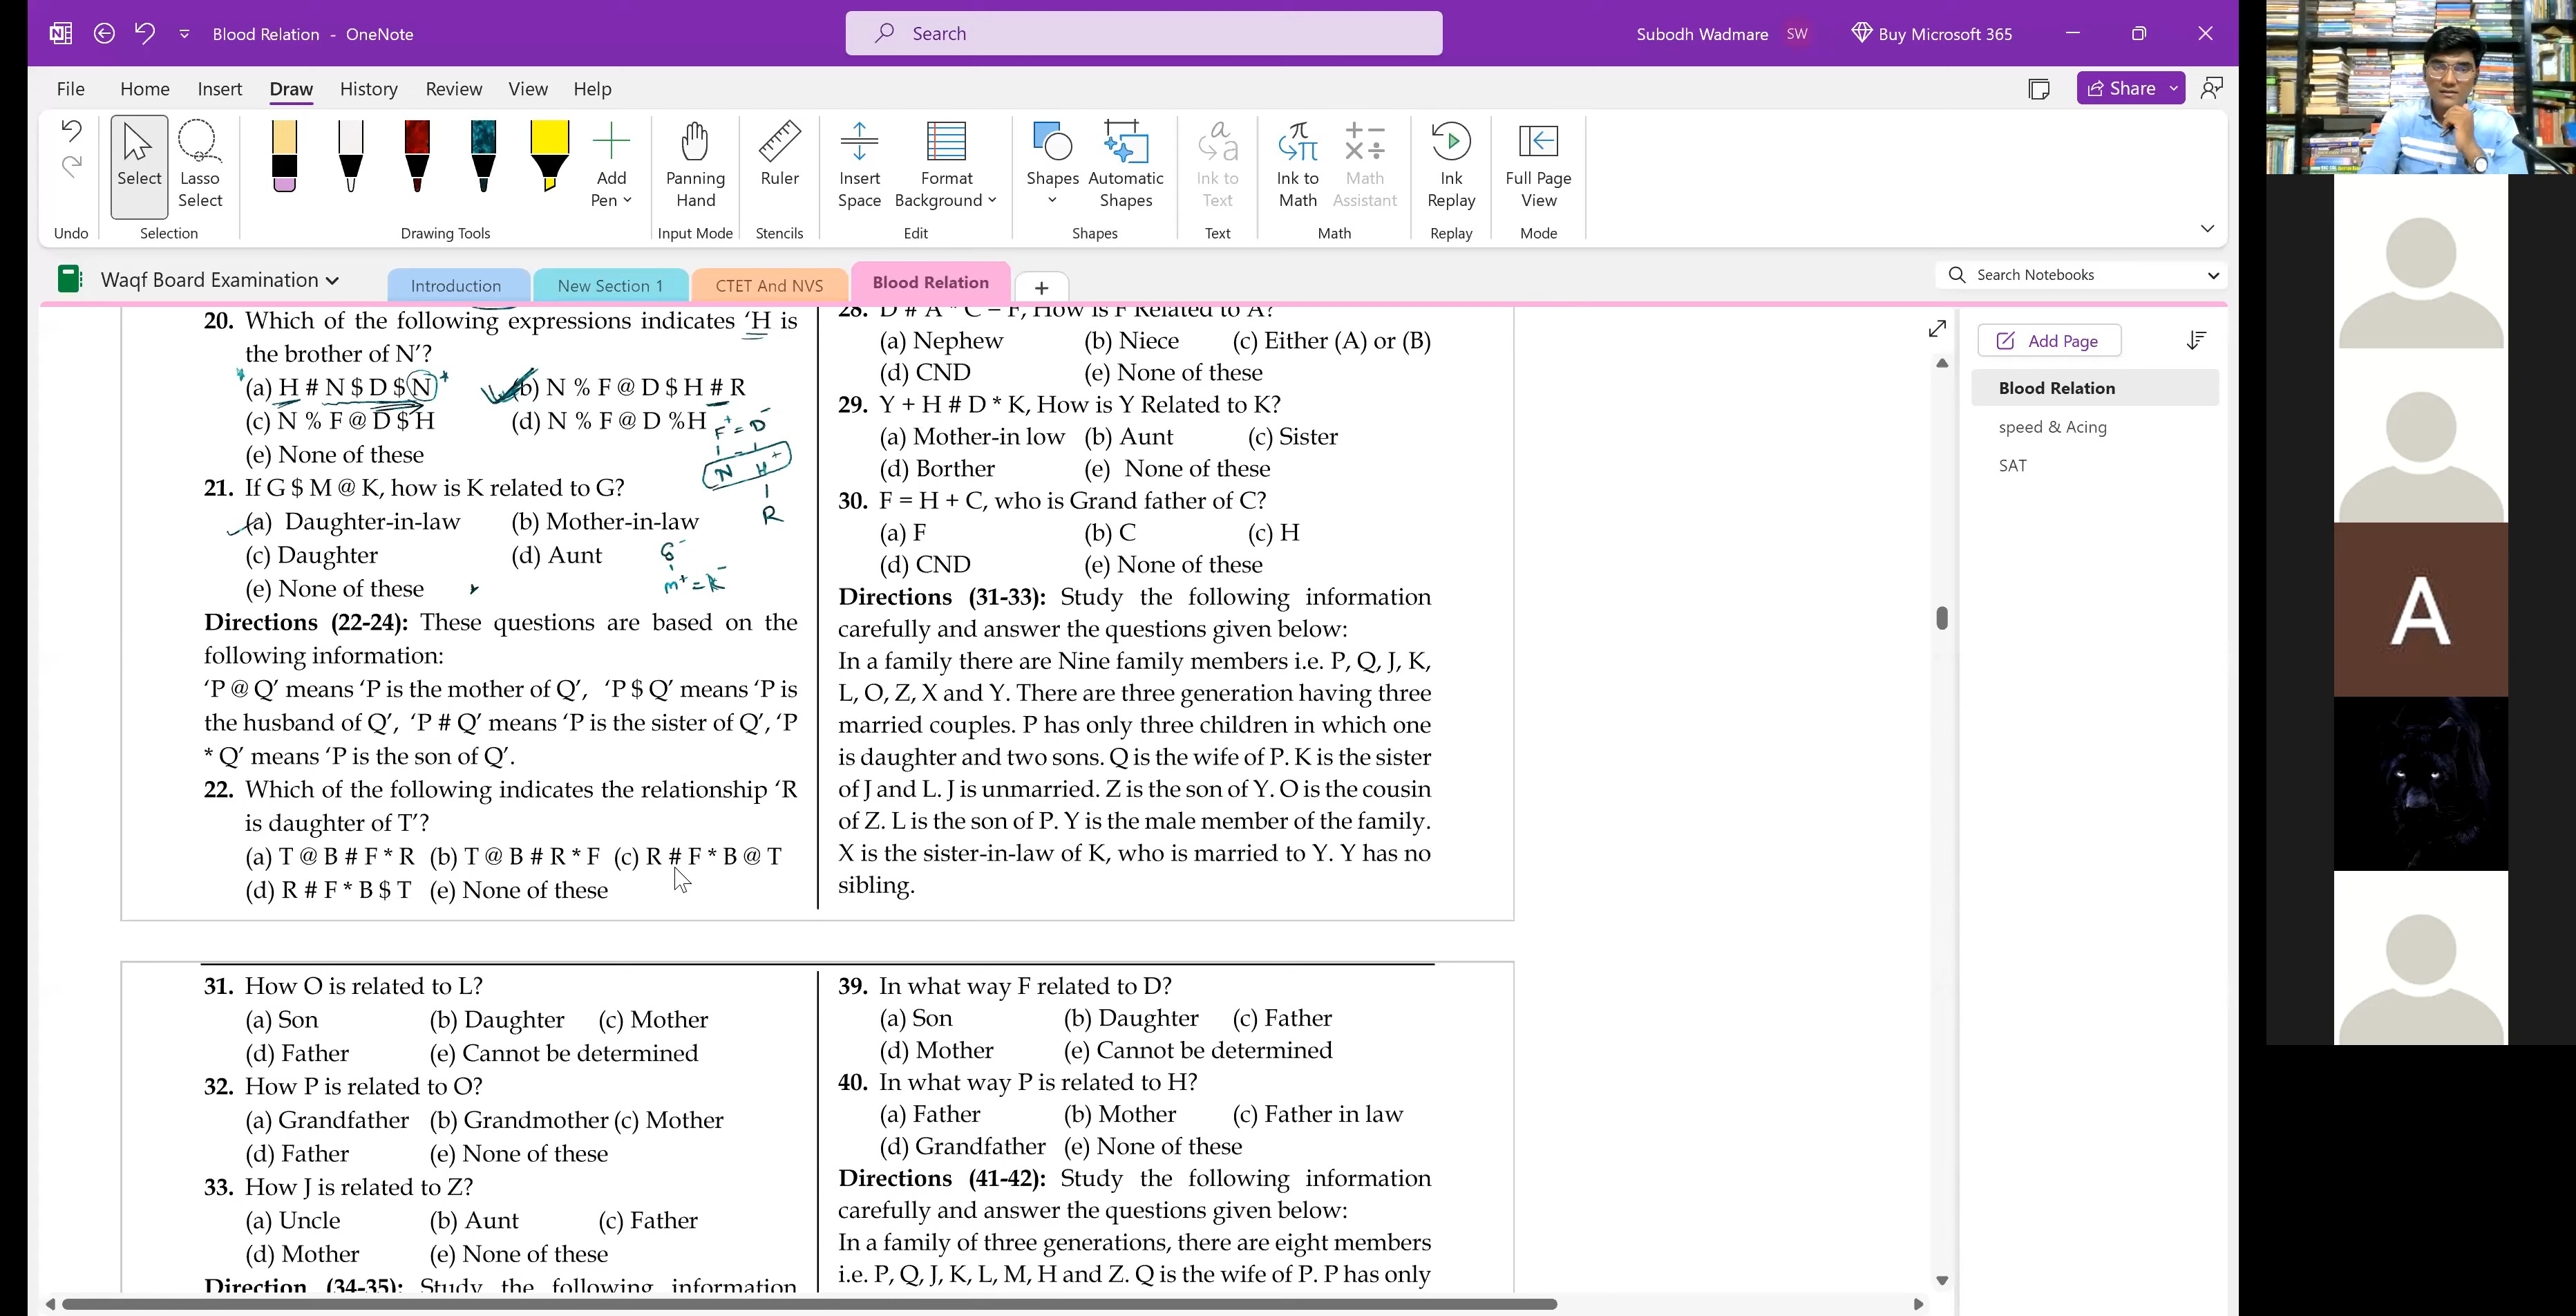 Blood Relation - OneNote
Search
Subodh Wadmare SW
Buy Microsoft 365
File Home Insert Draw History Review View Help
Share
Select
Lasso Select
Add Pen
Panning Hand
Ruler
Insert Space
Format Background
Shapes
Automatic Shapes
Ink to Text
Ink to Math
Math Assistant
Ink Replay
Full Page View
Undo Selection Drawing Tools Input Mode Stencils Edit Shapes Text Math Replay Mode
Waqf Board Examination
Introduction New Section 1 CTET And NVS Blood Relation +
Search Notebooks
20. Which of the following expressions indicates ‘H is
the brother of N’?
(a) H # N $ D $ N (b) N % F @ D $ H # R
(c) N % F @ D $ H (d) N % F @ D %H
(e) None of these
F+ = D-
N - H+
R
21. If G $ M @ K, how is K related to G?
(a) Daughter-in-law (b) Mother-in-law
(c) Daughter (d) Aunt
(e) None of these
G-
m+ = k-
Directions (22-24): These questions are based on the
following information:
‘P @ Q’ means ‘P is the mother of Q’, ‘P $ Q’ means ‘P is
the husband of Q’, ‘P # Q’ means ‘P is the sister of Q’, ‘P
* Q’ means ‘P is the son of Q’.
22. Which of the following indicates the relationship ‘R
is daughter of T’?
(a) T @ B # F * R (b) T @ B # R * F (c) R # F * B @ T
(d) R # F * B $ T (e) None of these
28. D # A * C = F, How is F Related to A?
(a) Nephew (b) Niece (c) Either (A) or (B)
(d) CND (e) None of these
29. Y + H # D * K, How is Y Related to K?
(a) Mother-in low (b) Aunt (c) Sister
(d) Borther (e) None of these
30. F = H + C, who is Grand father of C?
(a) F (b) C (c) H
(d) CND (e) None of these
Directions (31-33): Study the following information
carefully and answer the questions given below:
In a family there are Nine family members i.e. P, Q, J, K,
L, O, Z, X and Y. There are three generation having three
married couples. P has only three children in which one
is daughter and two sons. Q is the wife of P. K is the sister
of J and L. J is unmarried. Z is the son of Y. O is the cousin
of Z. L is the son of P. Y is the male member of the family.
X is the sister-in-law of K, who is married to Y. Y has no
sibling.
31. How O is related to L?
(a) Son (b) Daughter (c) Mother
(d) Father (e) Cannot be determined
32. How P is related to O?
(a) Grandfather (b) Grandmother (c) Mother
(d) Father (e) None of these
33. How J is related to Z?
(a) Uncle (b) Aunt (c) Father
(d) Mother (e) None of these
Direction (34-35): Study the following information
39. In what way F related to D?
(a) Son (b) Daughter (c) Father
(d) Mother (e) Cannot be determined
40. In what way P is related to H?
(a) Father (b) Mother (c) Father in law
(d) Grandfather (e) None of these
Directions (41-42): Study the following information
carefully and answer the questions given below:
In a family of three generations, there are eight members
i.e. P, Q, J, K, L, M, H and Z. Q is the wife of P. P has only
Add Page
Blood Relation
speed & Acing
SAT
A